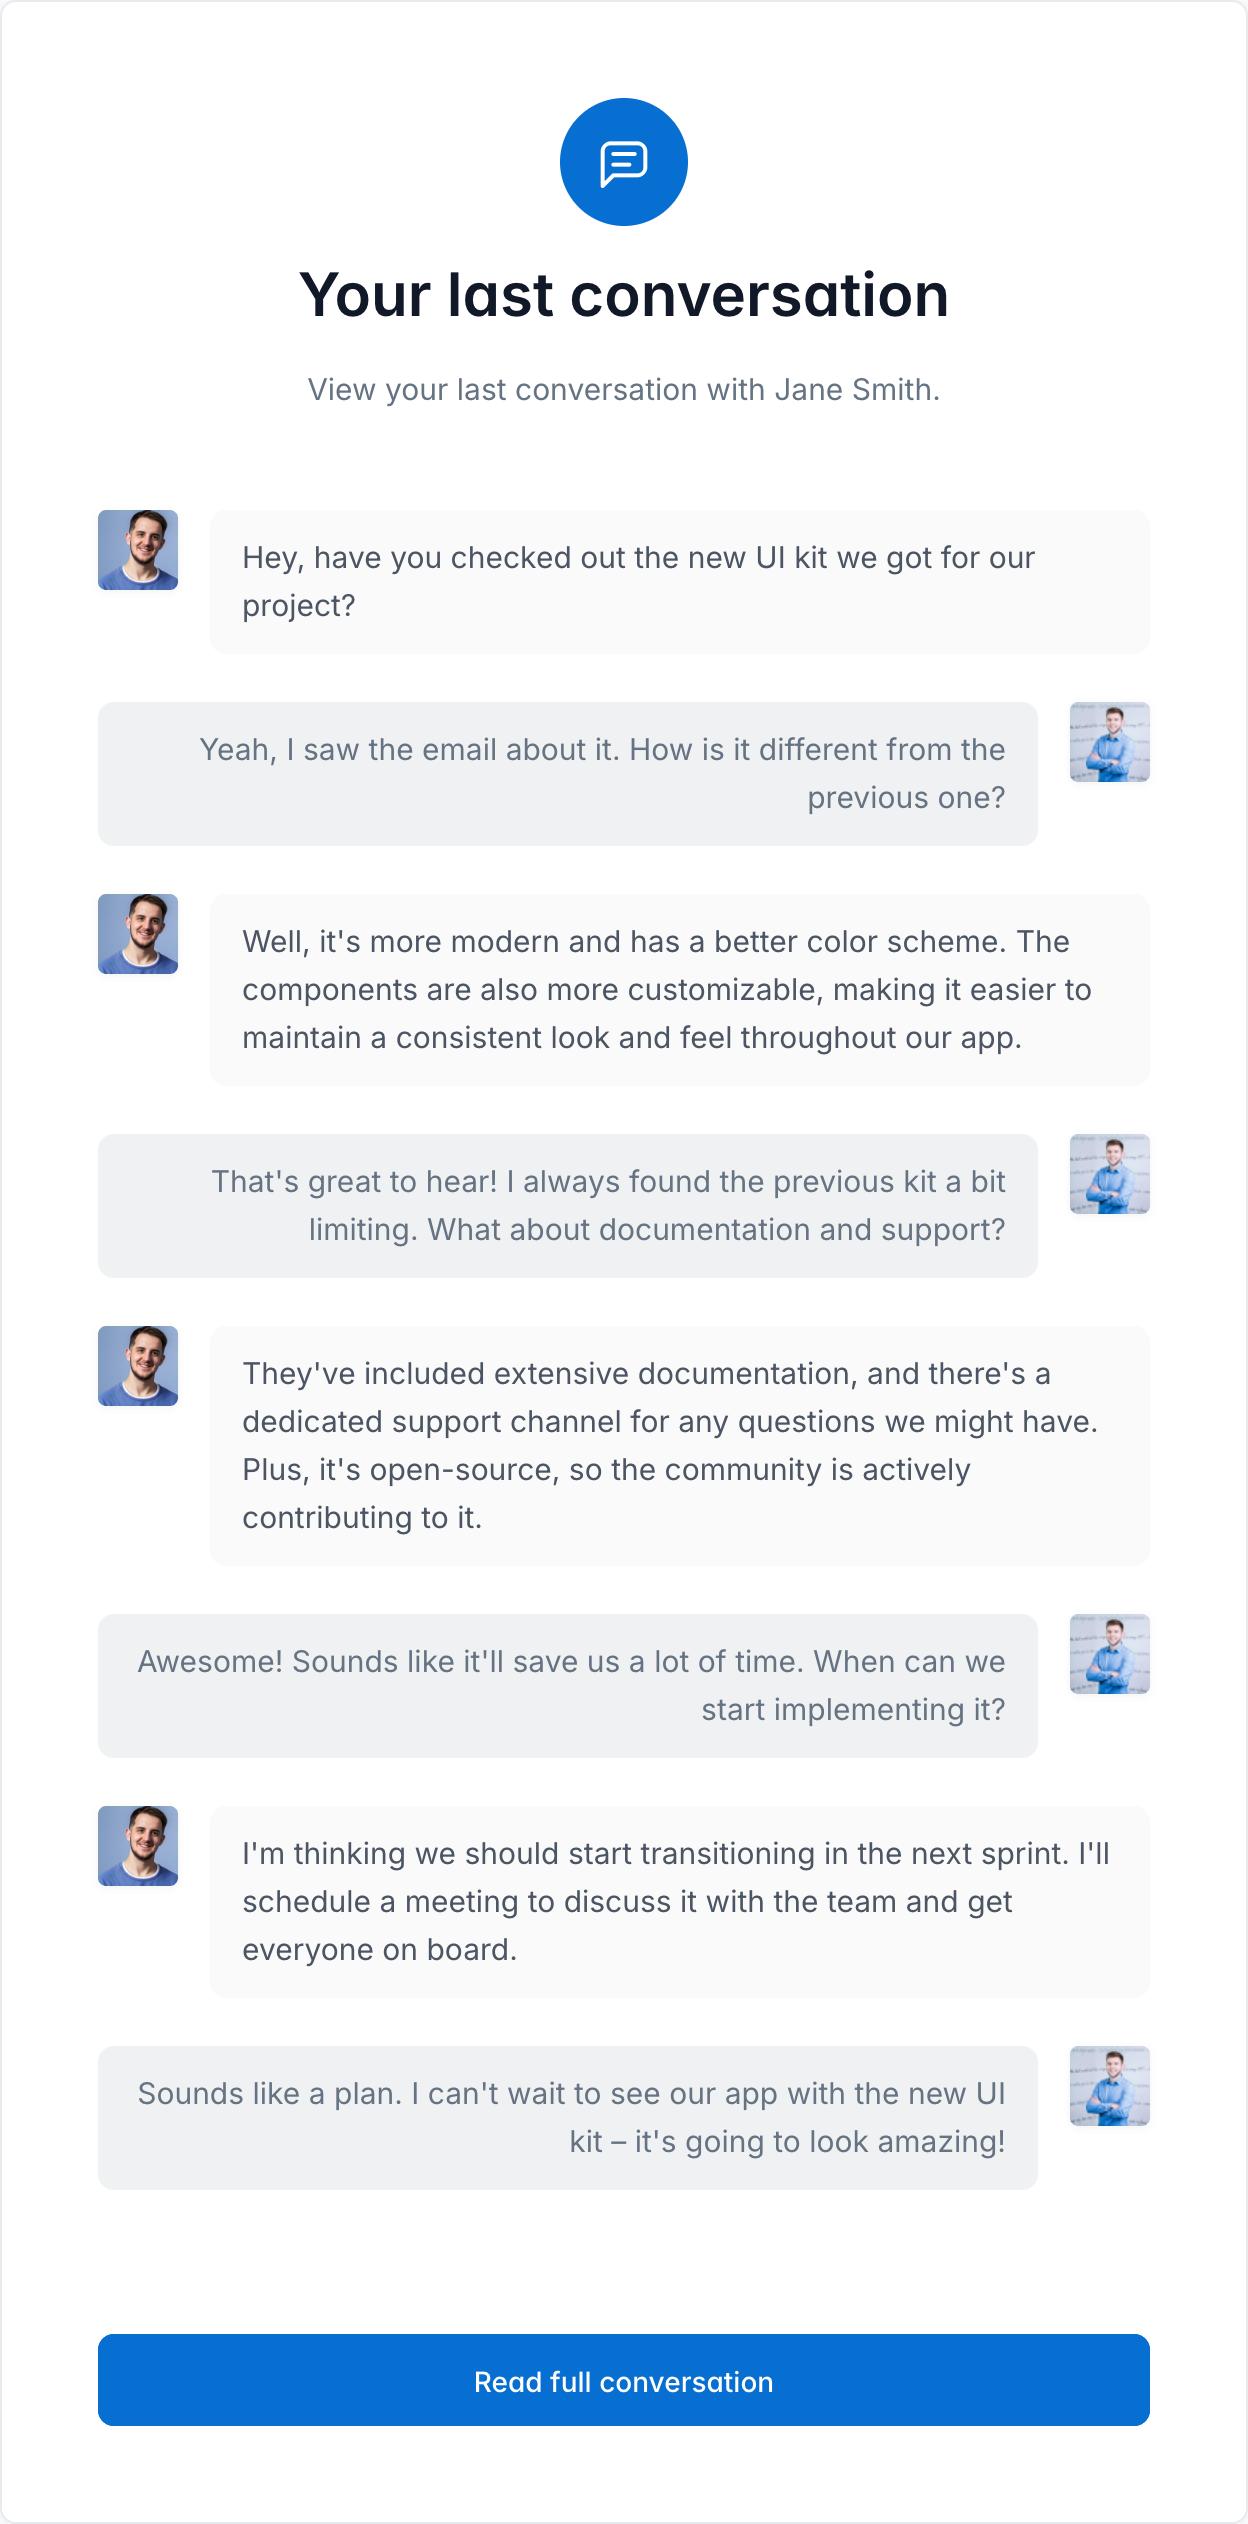 Your last conversation
View your last conversation with Jane Smith.
Hey, have you checked out the new UI kit we got for our
project?
Yeah, I saw the email about it. How is it different from the
previous one?
Well, it's more modern and has a better color scheme. The
components are also more customizable, making it easier to
maintain a consistent look and feel throughout our app.
That's great to hear! I always found the previous kit a bit
limiting. What about documentation and support?
They've included extensive documentation, and there's a
dedicated support channel for any questions we might have.
Plus, it's open-source, so the community is actively
contributing to it.
Awesome! Sounds like it'll save us a lot of time. When can we
start implementing it?
I'm thinking we should start transitioning in the next sprint. I'll
schedule a meeting to discuss it with the team and get
everyone on board.
Sounds like a plan. I can't wait to see our app with the new UI
kit – it's going to look amazing!
Read full conversation